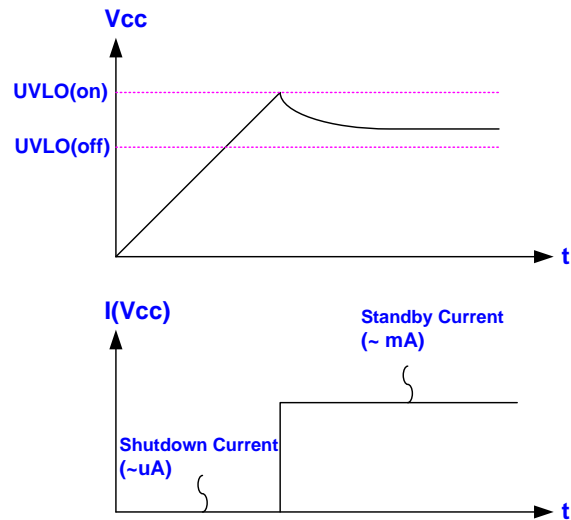 Vcc
UVLO(on)
UVLO(off)
t
I(Vcc)
Standby Current
(~ mA)
Shutdown Current
(~uA)
t